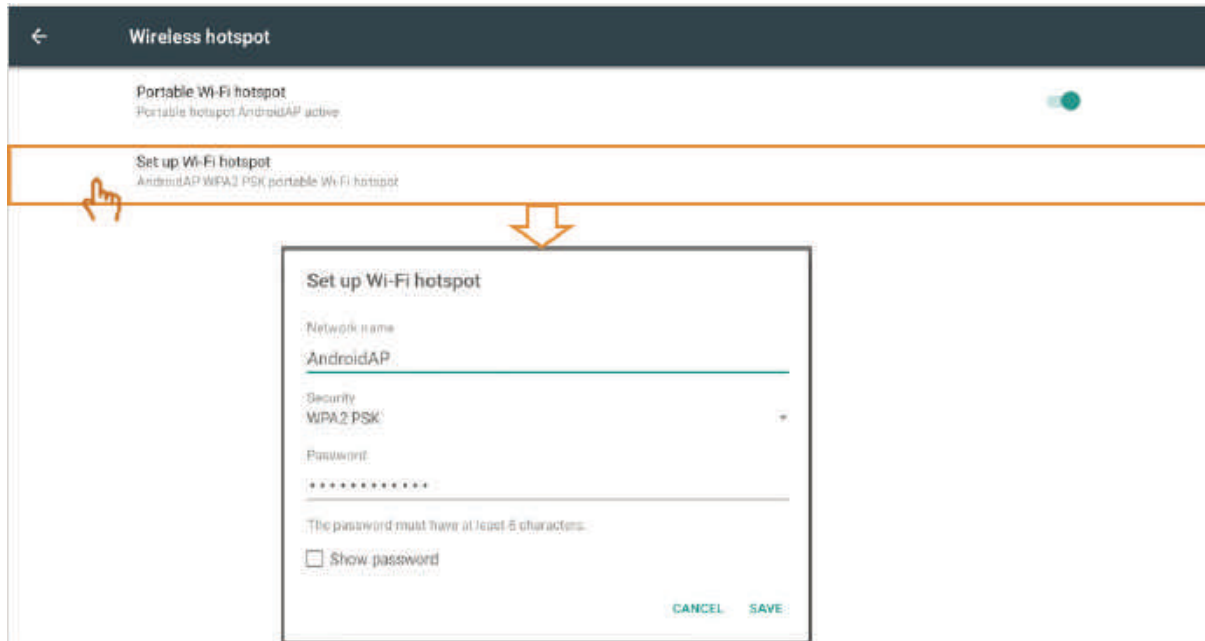 Wireless hotspot
Portable Wi-Fi hotspot
Portable hotspot AndroidAP active
Set up Wi-Fi hotspot
AndroidAP WPA2 PSK portable Wi-Fi hotspot
Set up Wi-Fi hotspot
Network name
AndroidAP
Security
WPA2 PSK
Password
••••••••••••
The password must have at least characters.
Show password
CANCEL SAVE